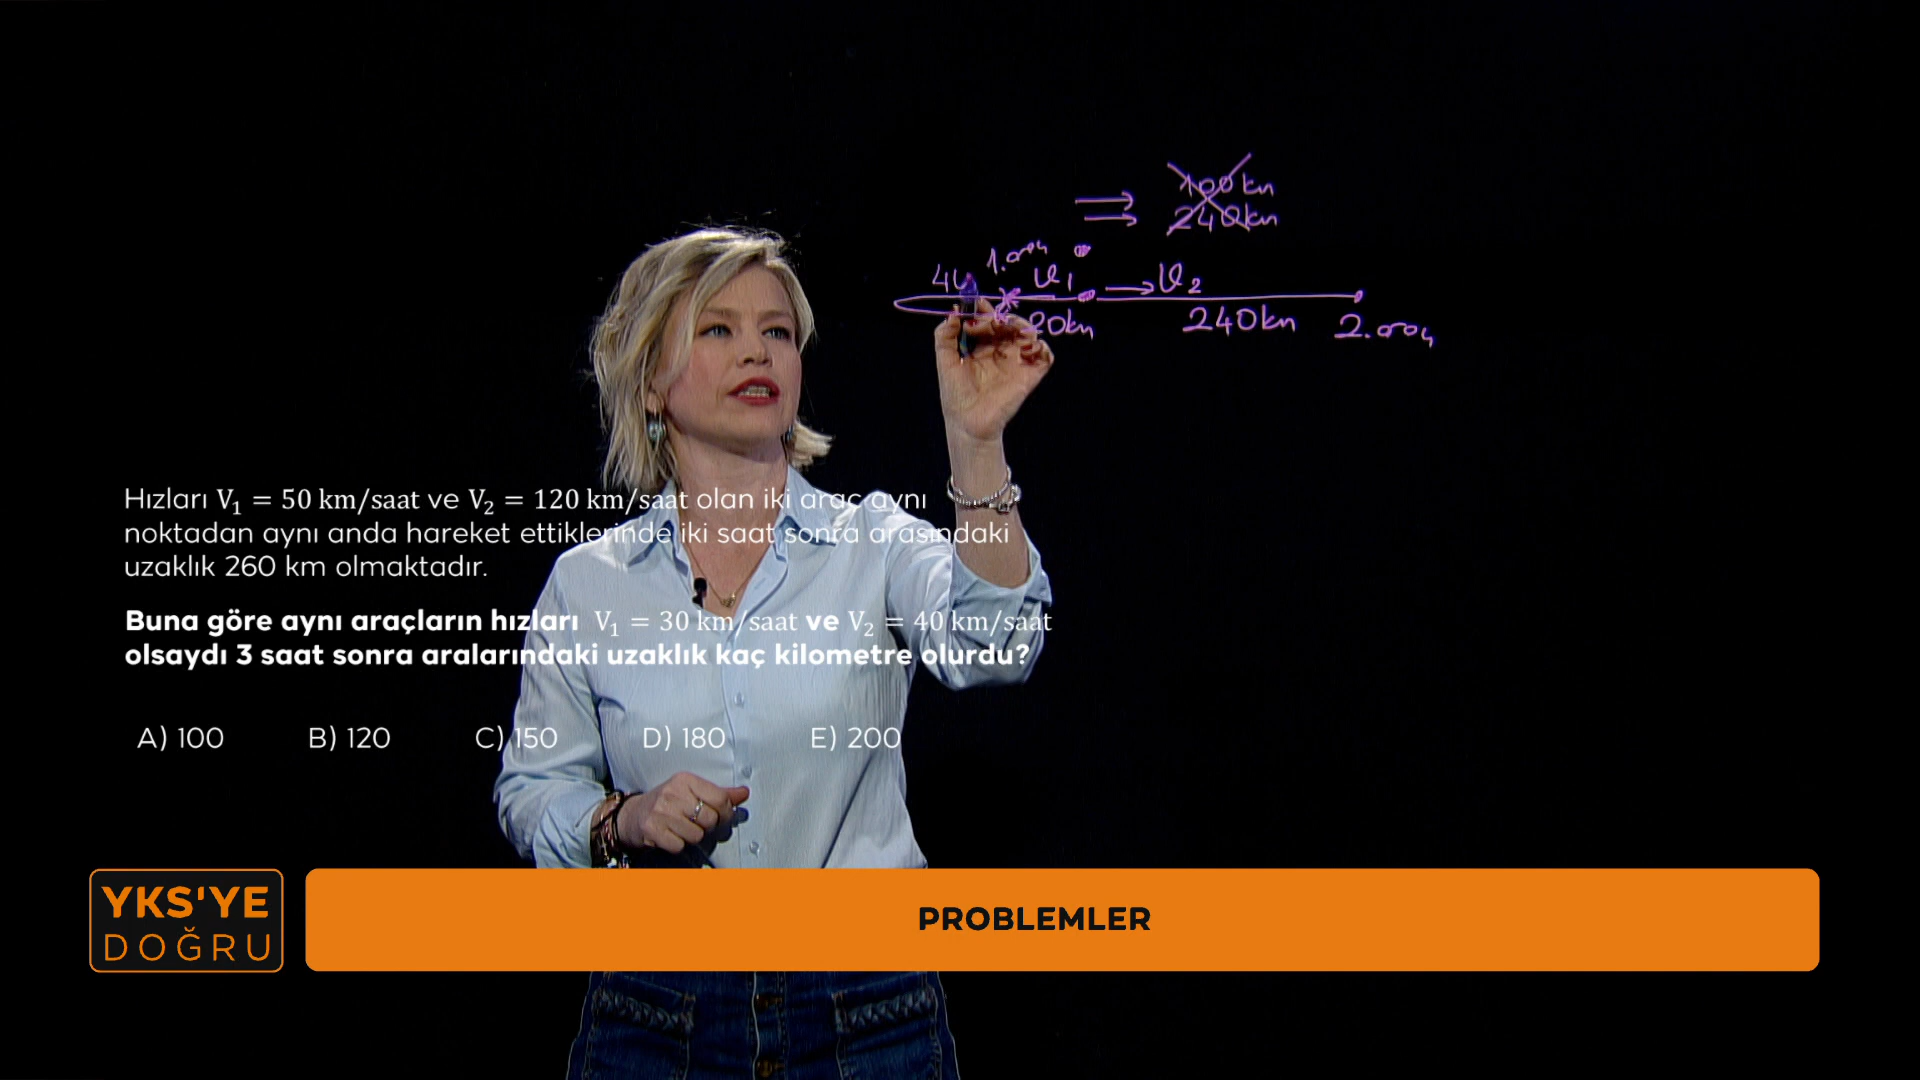 100 km
240km
1. araç
V₁
V₂
20km
240km
2. araç
Hızları V₁ = 50 km/saat ve V₂ = 120 km/saat olan iki araç aynı
noktadan aynı anda hareket ettiklerinde iki saat sonra arasındaki
uzaklık 260 km olmaktadır.
Buna göre aynı araçların hızları V₁ = 30 km/saat ve V₂ = 40 km/saat
olsaydı 3 saat sonra aralarındaki uzaklık kaç kilometre olurdu?
A) 100 B) 120 C) 150 D) 180 E) 200
YKS'YE
DOĞRU
PROBLEMLER